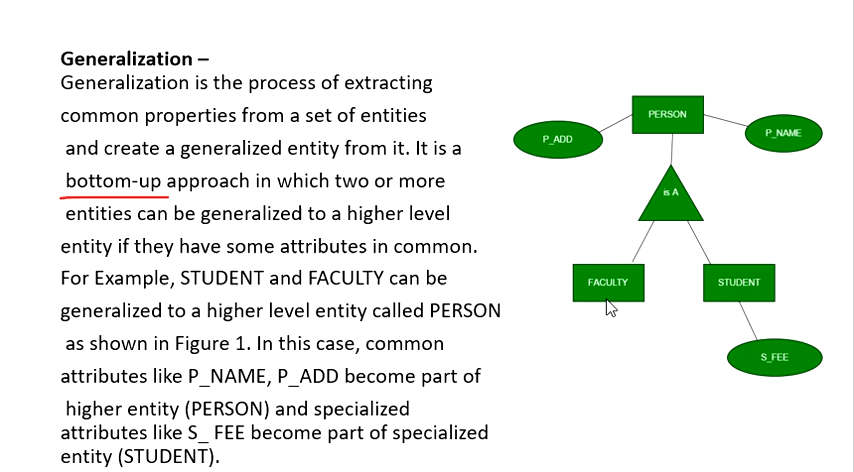 Generalization –
Generalization is the process of extracting
common properties from a set of entities
and create a generalized entity from it. It is a
bottom-up approach in which two or more
entities can be generalized to a higher level
entity if they have some attributes in common.
For Example, STUDENT and FACULTY can be
generalized to a higher level entity called PERSON
as shown in Figure 1. In this case, common
attributes like P_NAME, P_ADD become part of
higher entity (PERSON) and specialized
attributes like S_ FEE become part of specialized
entity (STUDENT).
PERSON
P_ADD
P_NAME
is A
FACULTY
STUDENT
S_FEE